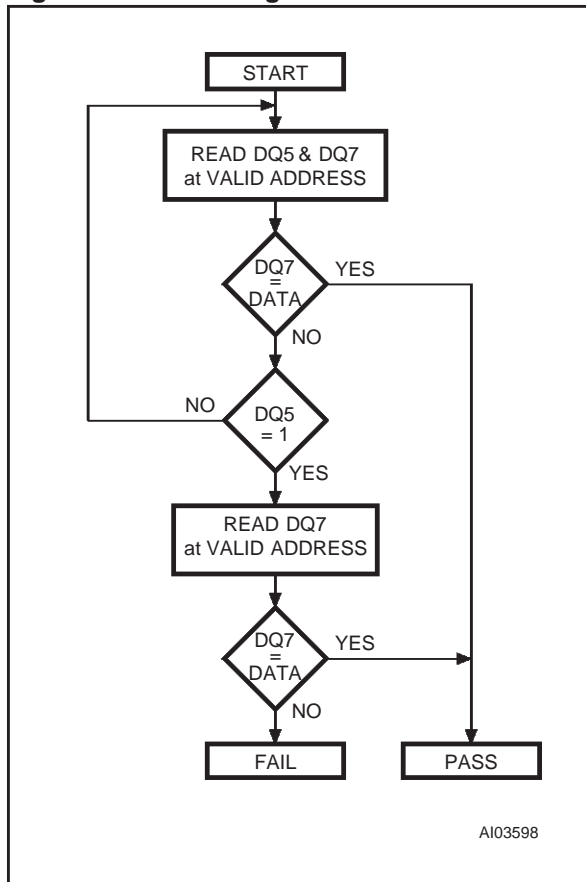 START
READ DQ5 & DQ7
at VALID ADDRESS
DQ7
=
DATA
YES
NO
NO
DQ5
= 1
YES
READ DQ7
at VALID ADDRESS
DQ7
=
DATA
YES
NO
FAIL
PASS
AI03598